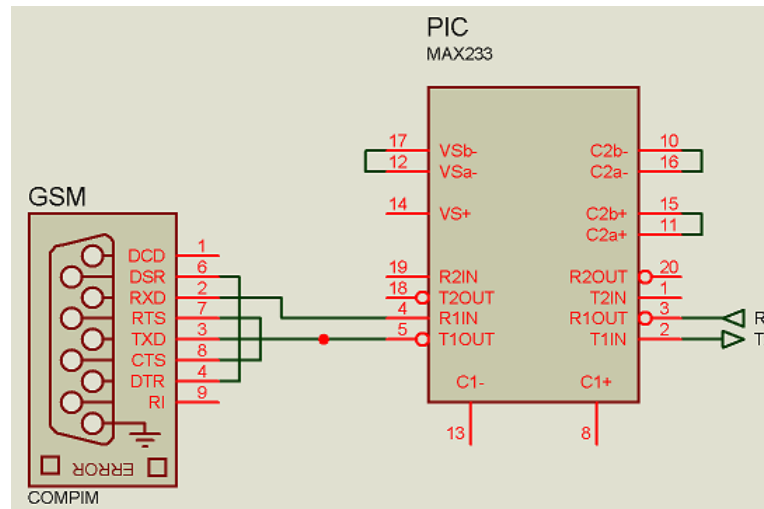 PIC
MAX233
17 VSb- C2b- 10
12 VSa- C2a- 16
14 VS+ C2b+ 15
C2a+ 11
GSM
DCD 1
DSR 6
RXD 2
RTS 7
TXD 3
CTS 8
DTR 4
RI 9
ERROR
COMPIM
19 R2IN R2OUT 20
18 T2OUT T2IN 1
4 R1IN R1OUT 3 R
5 T1OUT T1IN 2 T
C1- C1+
13 8